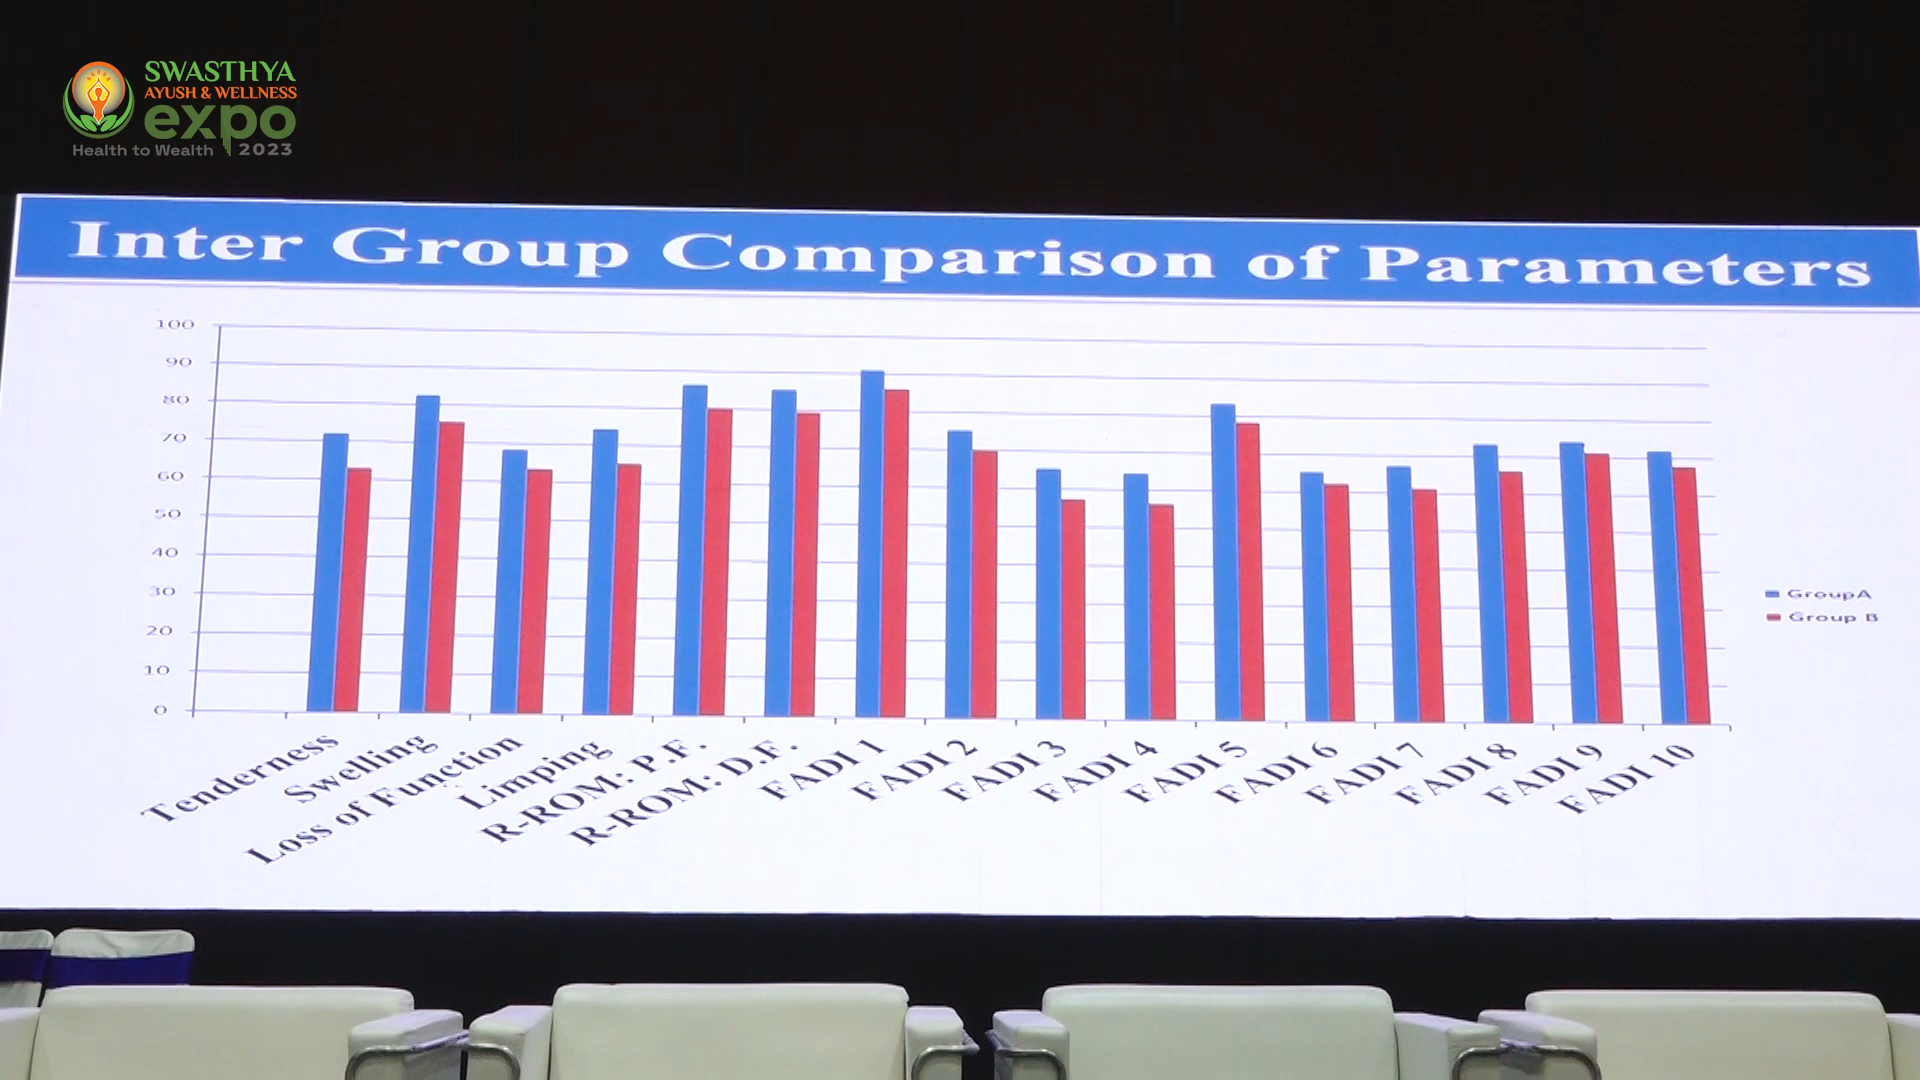 SWASTHYA
AYUSH & WELLNESS
expo
Health to Wealth 2023
Inter Group Comparison of Parameters
100
90
80
70
60
50
40
30
20
10
0
Tenderness
Swelling
Loss of Function
Limping
R-ROM: P.F.
R-ROM: D.F.
FADI 1
FADI 2
FADI 3
FADI 4
FADI 5
FADI 6
FADI 7
FADI 8
FADI 9
FADI 10
GroupA
Group B